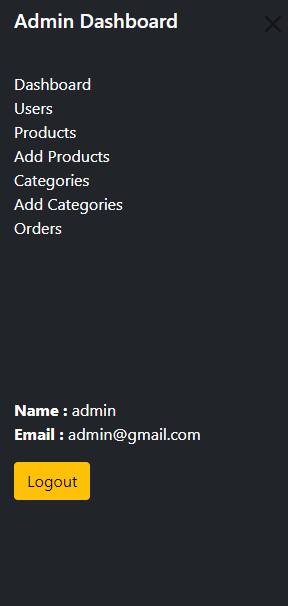 Admin Dashboard
Dashboard
Users
Products
Add Products
Categories
Add Categories
Orders
Name : admin
Email : admin@gmail.com
Logout